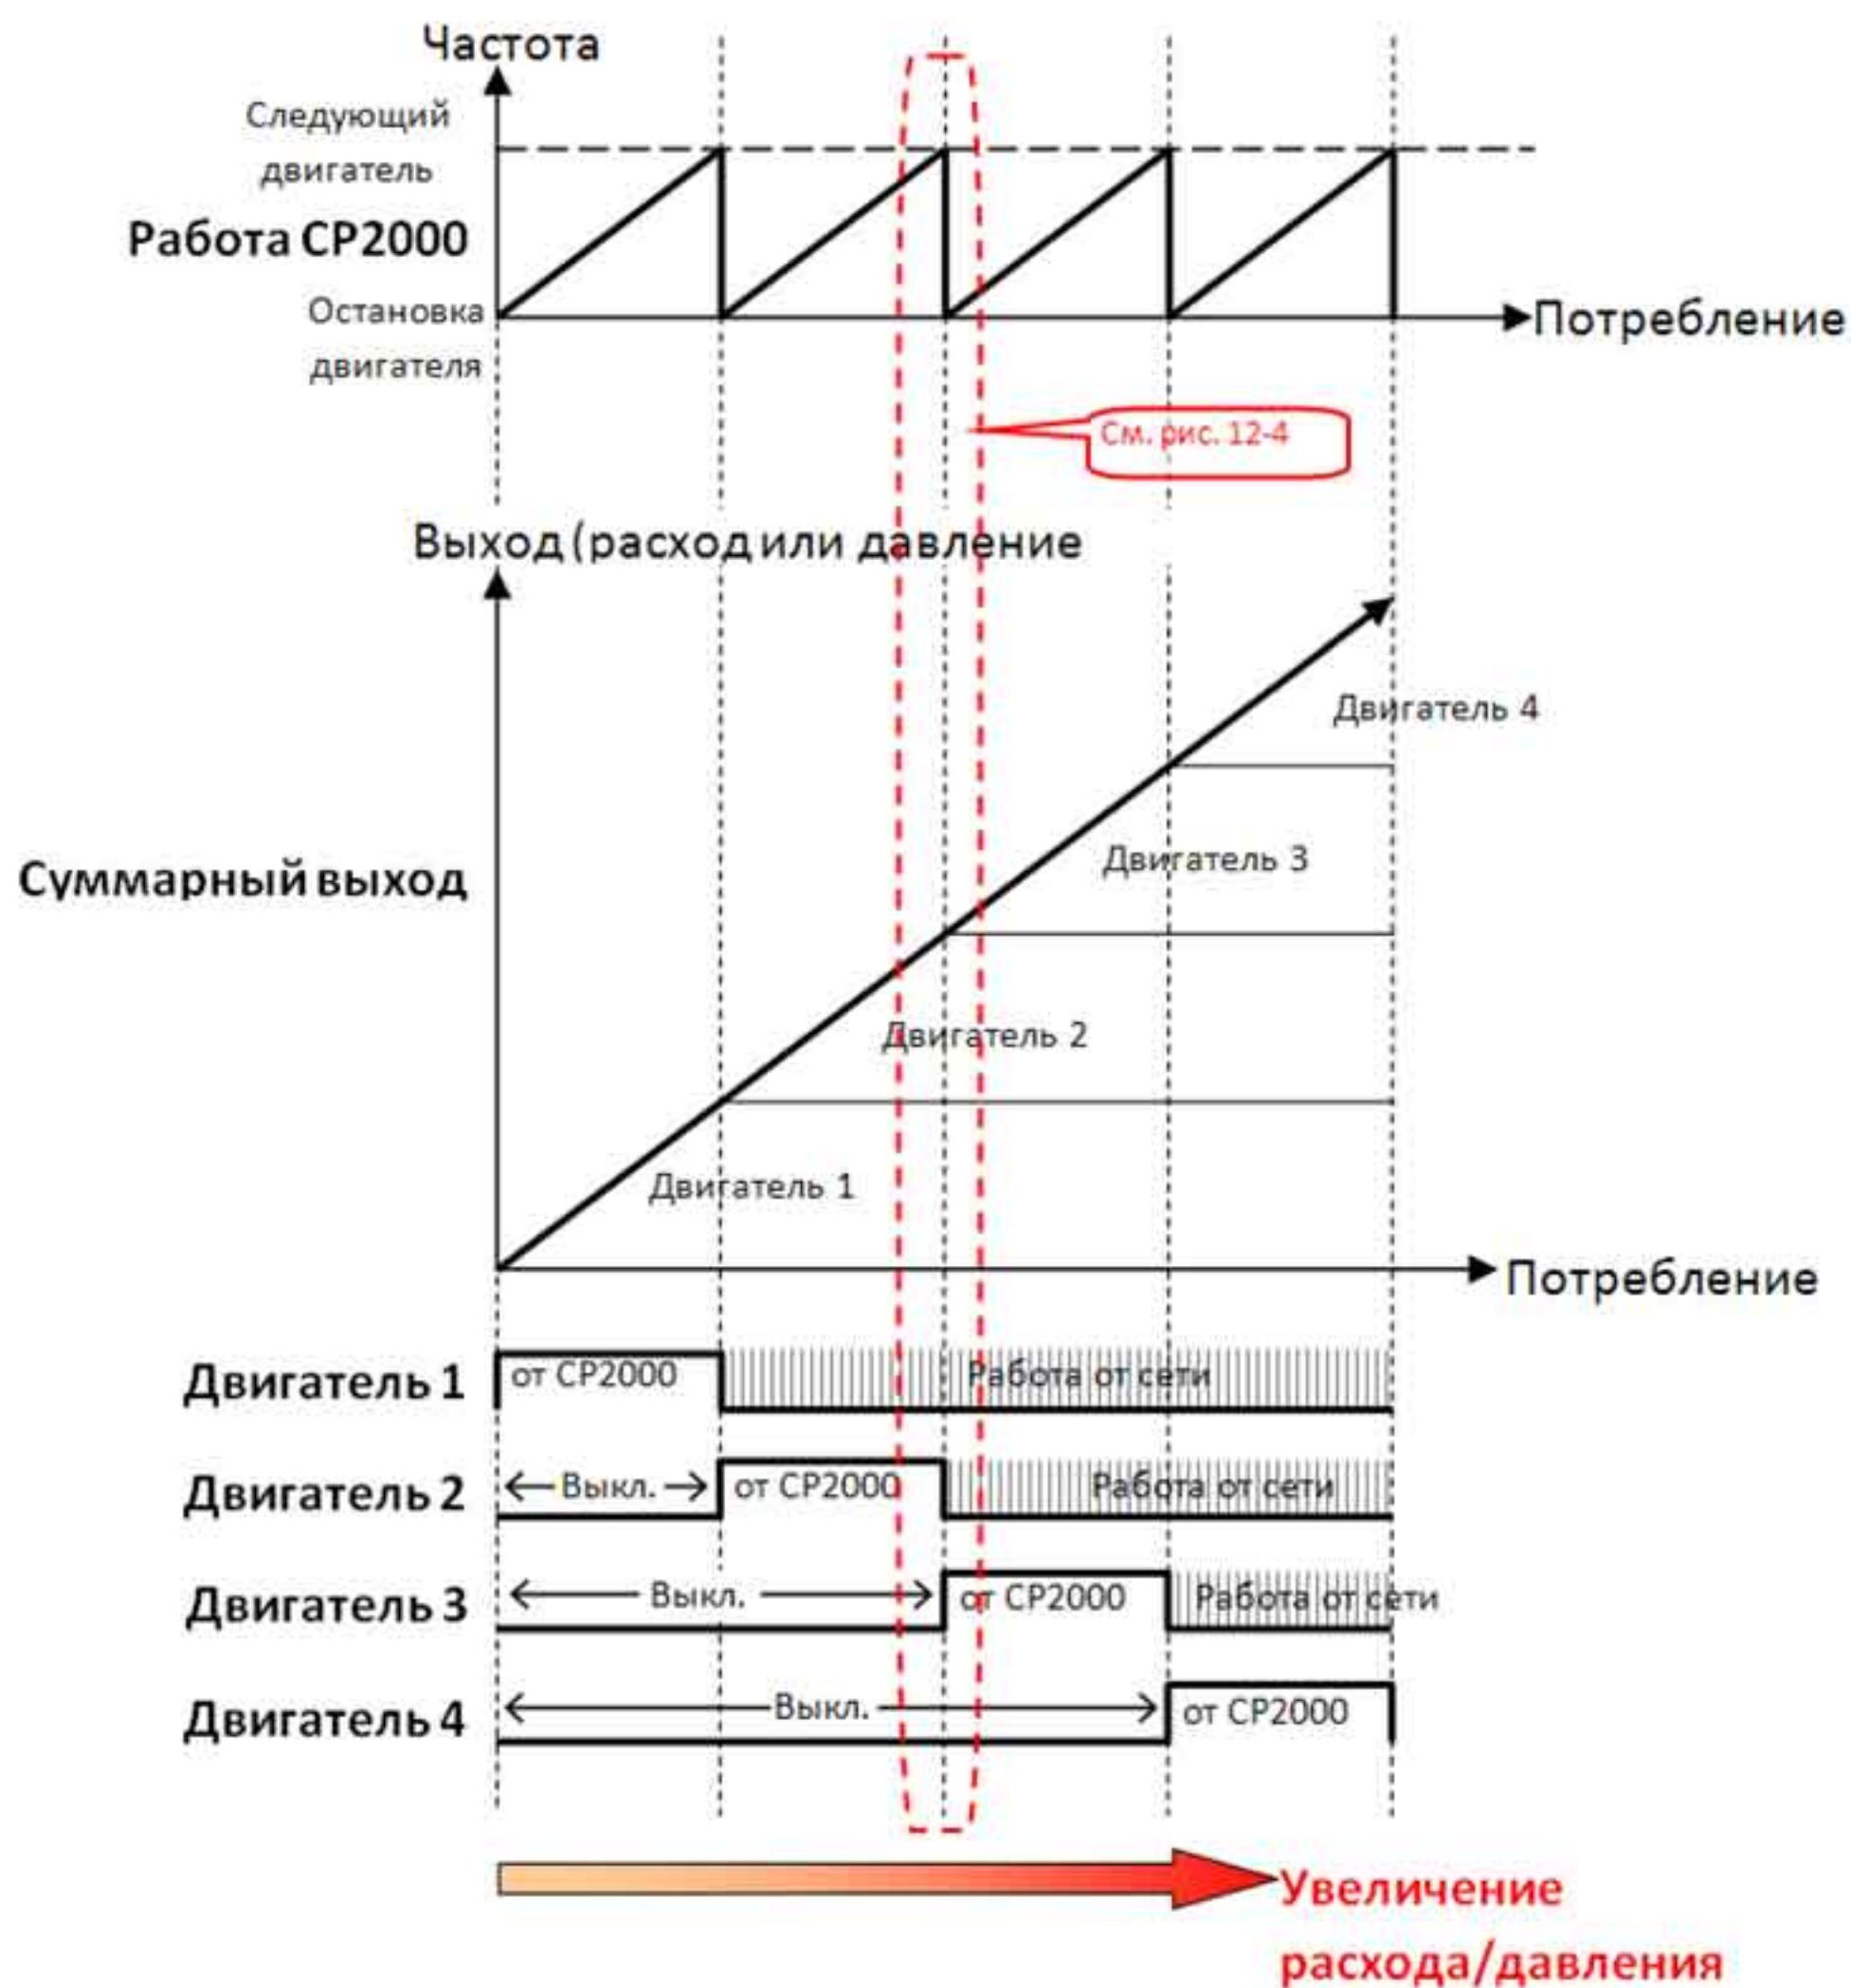 Частота
Следующий
двигатель
Работа CP2000
Остановка
двигателя
Потребление
См. рис. 12-4
Выход (расход или давление
Двигатель 4
Двигатель 3
Суммарный выход
Двигатель 2
Двигатель 1
Потребление
Двигатель 1
от CP2000
Работа от сети
Двигатель 2
Выкл.
от CP2000
Работа от сети
Двигатель 3
Выкл.
от CP2000
Работа от сети
Двигатель 4
Выкл.
от CP2000
Увеличение
расхода/давления